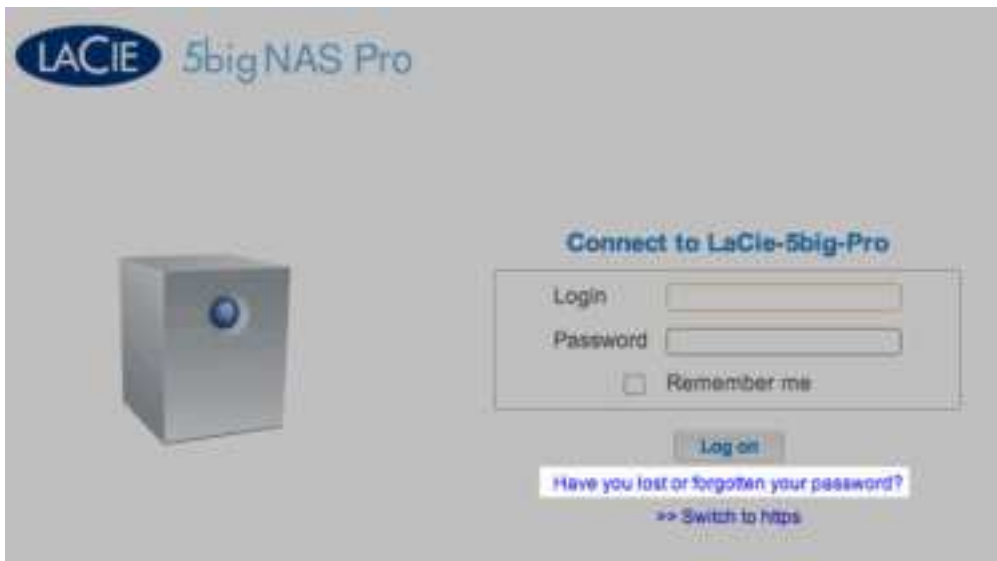 LACIE 5big NAS Pro
Connect to LaCie-5big-Pro
Login
Password
Remember me
Log on
Have you lost or forgotten your password?
>> Switch to https